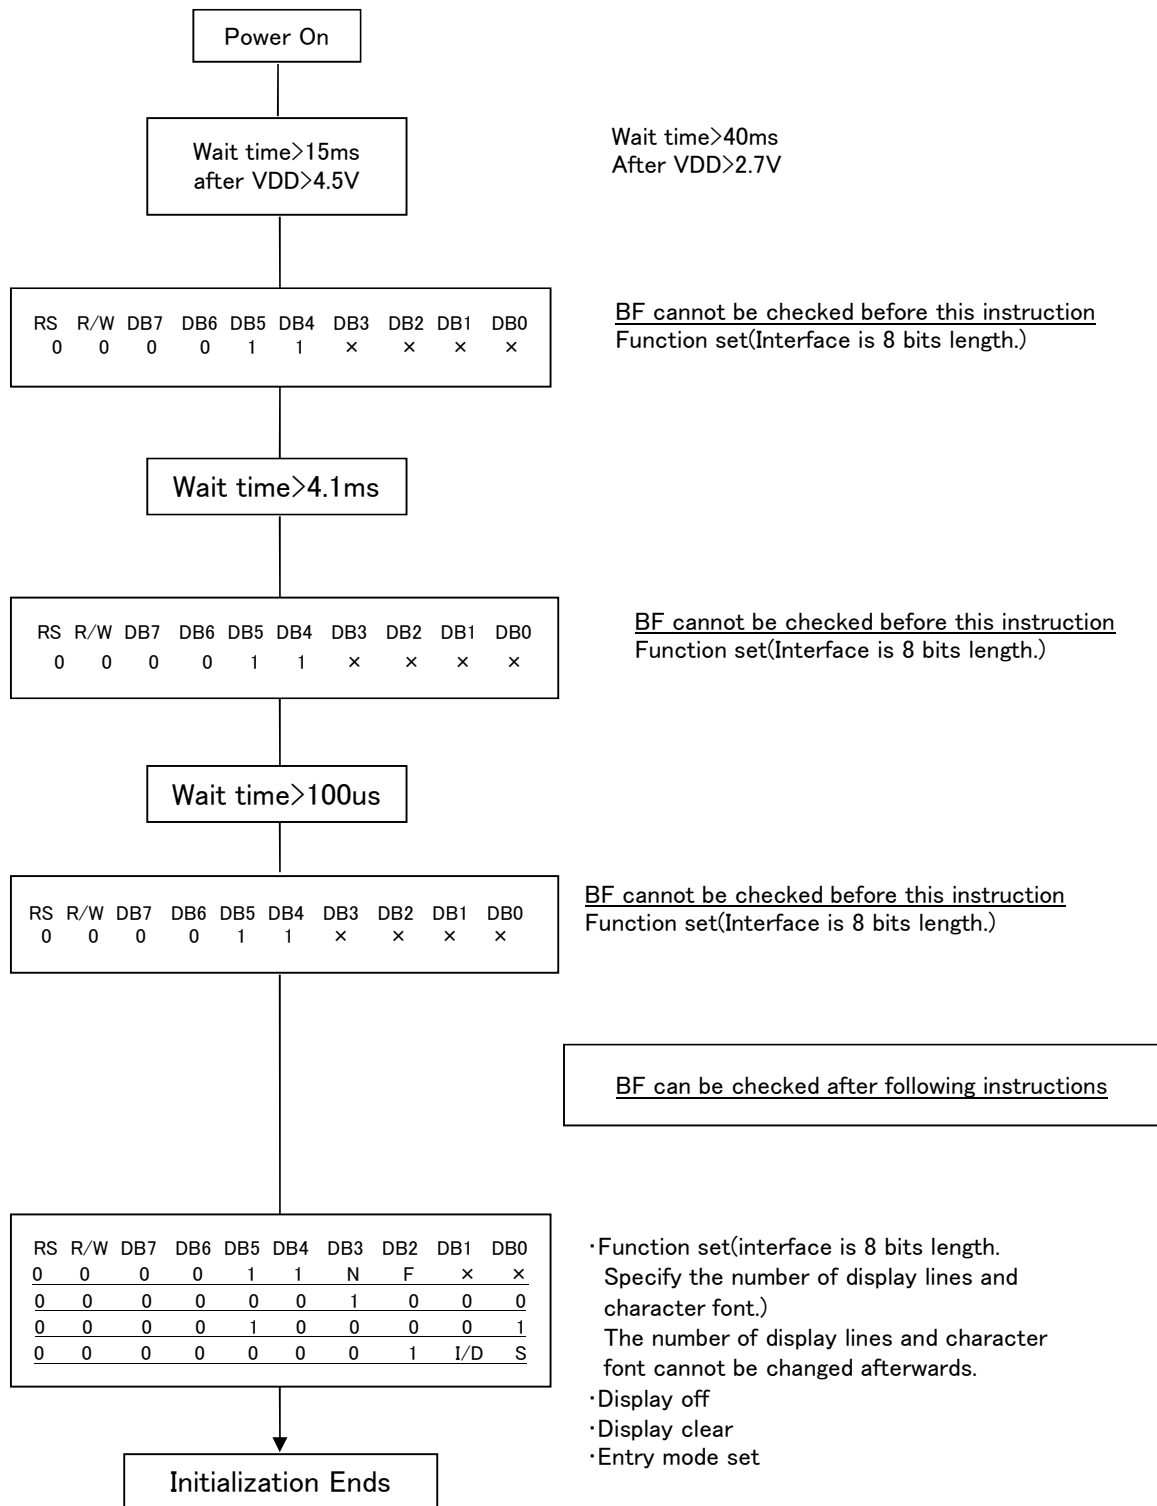 Power On
Wait time>15ms
after VDD>4.5V
Wait time>40ms
After VDD>2.7V
RS R/W DB7 DB6 DB5 DB4 DB3 DB2 DB1 DB0
0 0 0 0 1 1 × × × ×
BF cannot be checked before this instruction
Function set(Interface is 8 bits length.)
Wait time>4.1ms
RS R/W DB7 DB6 DB5 DB4 DB3 DB2 DB1 DB0
0 0 0 0 1 1 × × × ×
BF cannot be checked before this instruction
Function set(Interface is 8 bits length.)
Wait time>100us
RS R/W DB7 DB6 DB5 DB4 DB3 DB2 DB1 DB0
0 0 0 0 1 1 × × × ×
BF cannot be checked before this instruction
Function set(Interface is 8 bits length.)
BF can be checked after following instructions
RS R/W DB7 DB6 DB5 DB4 DB3 DB2 DB1 DB0
0 0 0 0 1 1 N F × ×
0 0 0 0 0 0 1 0 0 0
0 0 0 0 1 0 0 0 0 1
0 0 0 0 0 0 0 1 I/D S
・Function set(interface is 8 bits length.
Specify the number of display lines and
character font.)
The number of display lines and character
font cannot be changed afterwards.
・Display off
・Display clear
・Entry mode set
Initialization Ends